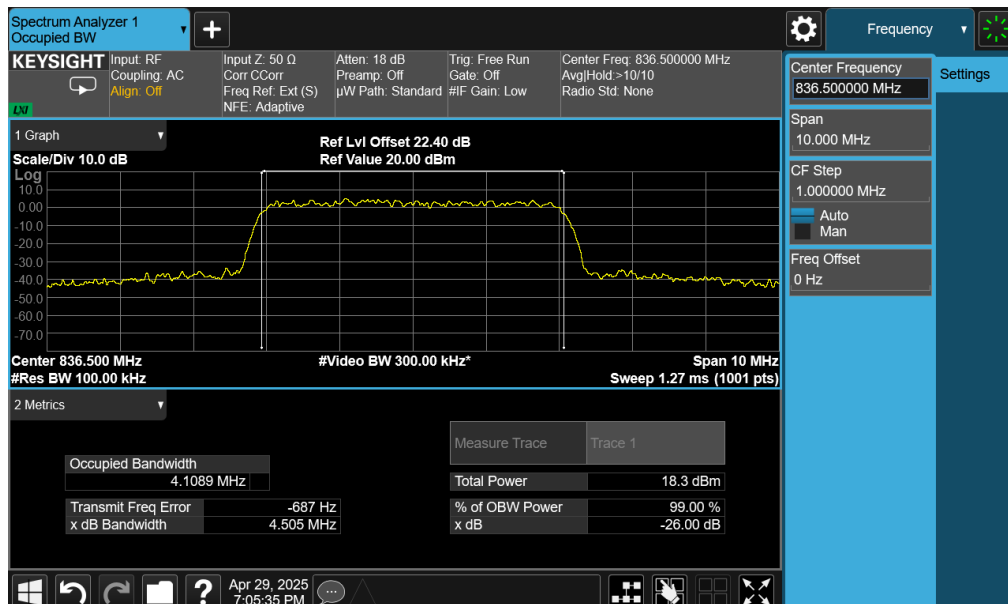 Spectrum Analyzer 1
Occupied BW
+
Frequency
KEYSIGHT
LXI
Input: RF
Coupling: AC
Align: Off
Input Z: 50 Ω
Corr CCorr
Freq Ref: Ext (S)
NFE: Adaptive
Atten: 18 dB
Preamp: Off
µW Path: Standard
Trig: Free Run
Gate: Off
#IF Gain: Low
Center Freq: 836.500000 MHz
Avg|Hold:>10/10
Radio Std: None
Center Frequency
836.500000 MHz
Settings
Span
10.000 MHz
CF Step
1.000000 MHz
Auto
Man
Freq Offset
0 Hz
1 Graph
Scale/Div 10.0 dB
Ref Lvl Offset 22.40 dB
Ref Value 20.00 dBm
Log
10.0
0.00
-10.0
-20.0
-30.0
-40.0
-50.0
-60.0
-70.0
Center 836.500 MHz
#Video BW 300.00 kHz*
Span 10 MHz
#Res BW 100.00 kHz
Sweep 1.27 ms (1001 pts)
2 Metrics
Measure Trace
Trace 1
Occupied Bandwidth
4.1089 MHz
Total Power
18.3 dBm
Transmit Freq Error
-687 Hz
% of OBW Power
99.00 %
x dB Bandwidth
4.505 MHz
x dB
-26.00 dB
?
Apr 29, 2025
7:05:35 PM